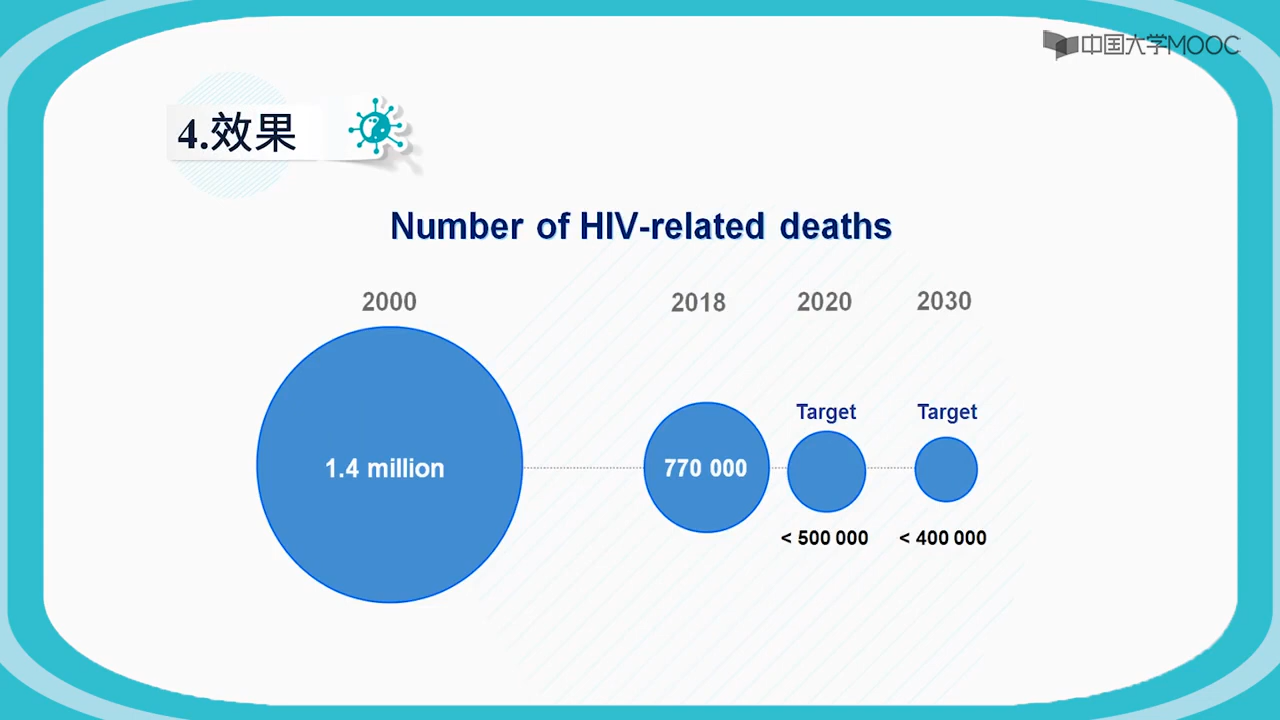 中国大学MOOC
4.效果
Number of HIV-related deaths
2000 2018 2020 2030
Target Target
1.4 million 770 000
< 500 000 < 400 000